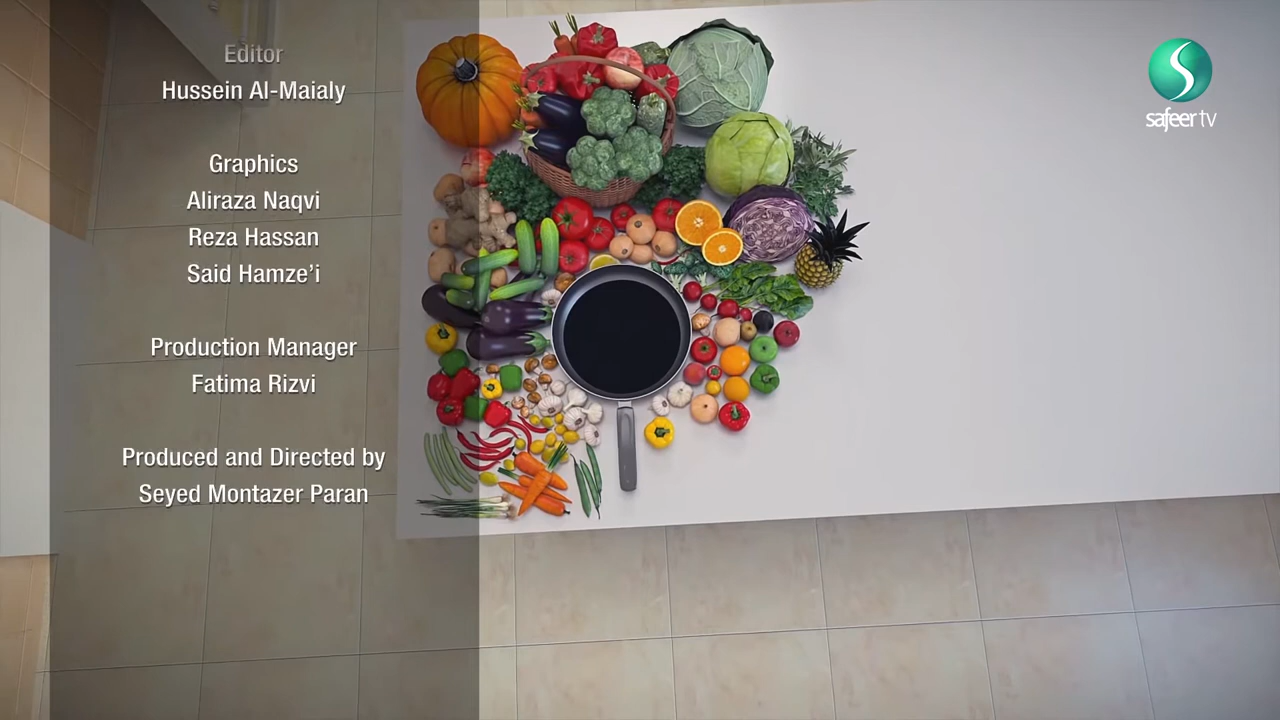 Editor
Hussein Al-Maialy
Graphics
Aliraza Naqvi
Reza Hassan
Said Hamze'i
Production Manager
Fatima Rizvi
Produced and Directed by
Seyed Montazer Paran
safeer tv